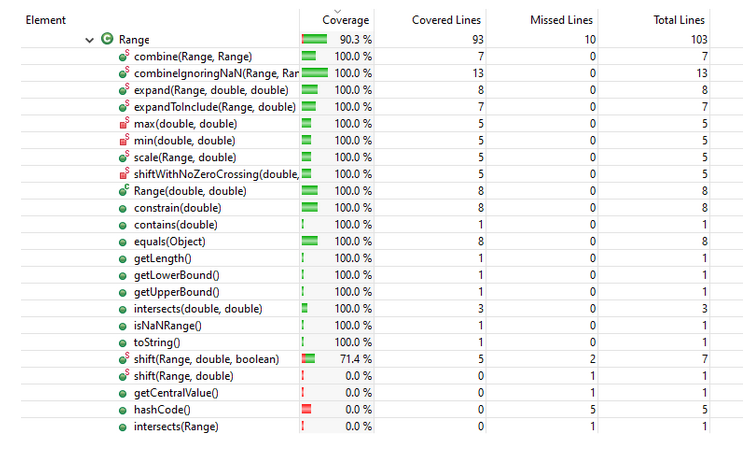 Element Coverage Covered Lines Missed Lines Total Lines
Range 90.3 % 93 10 103
combine(Range, Range) 100.0 % 7 0 7
combineIgnoringNaN(Range, Rar 100.0 % 13 0 13
expand(Range, double, double) 100.0 % 8 0 8
expandToInclude(Range, double) 100.0 % 7 0 7
max(double, double) 100.0 % 5 0 5
min(double, double) 100.0 % 5 0 5
scale(Range, double) 100.0 % 5 0 5
shiftWithNoZeroCrossing(double, 100.0 % 5 0 5
Range(double, double) 100.0 % 8 0 8
constrain(double) 100.0 % 8 0 8
contains(double) 100.0 % 1 0 1
equals(Object) 100.0 % 8 0 8
getLength() 100.0 % 1 0 1
getLowerBound() 100.0 % 1 0 1
getUpperBound() 100.0 % 1 0 1
intersects(double, double) 100.0 % 3 0 3
isNaNRange() 100.0 % 1 0 1
toString() 100.0 % 1 0 1
shift(Range, double, boolean) 71.4 % 5 2 7
shift(Range, double) 0.0 % 0 1 1
getCentralValue() 0.0 % 0 1 1
hashCode() 0.0 % 0 5 5
intersects(Range) 0.0 % 0 1 1